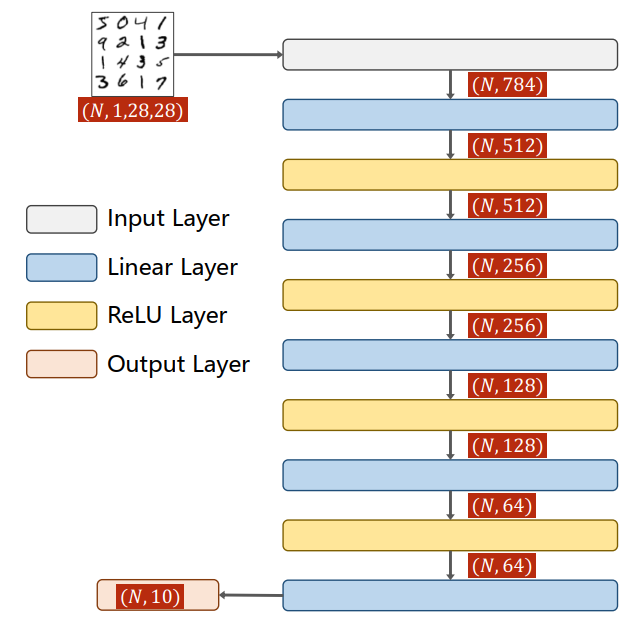 5 0 4 1
9 2 1 3
1 4 3 5
3 6 1 7
(N, 1,28,28)
(N, 784)
(N, 512)
(N, 512)
(N, 256)
(N, 256)
(N, 128)
(N, 128)
(N, 64)
(N, 64)
(N, 10)
Input Layer
Linear Layer
ReLU Layer
Output Layer